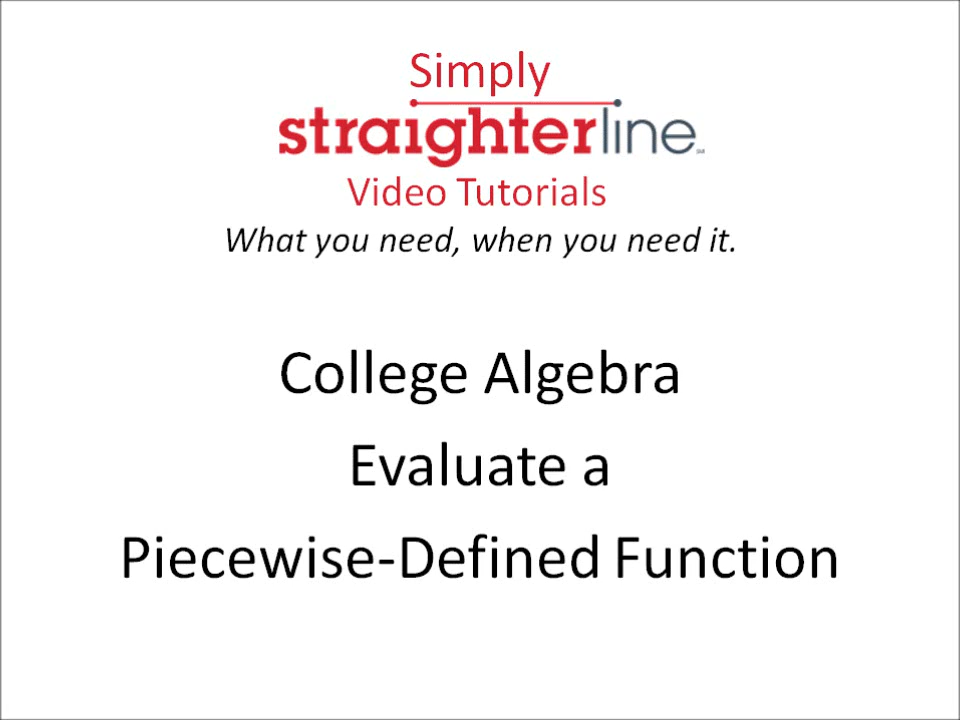 Simply
straighterline
Video Tutorials
What you need, when you need it.
College Algebra
Evaluate a
Piecewise-Defined Function